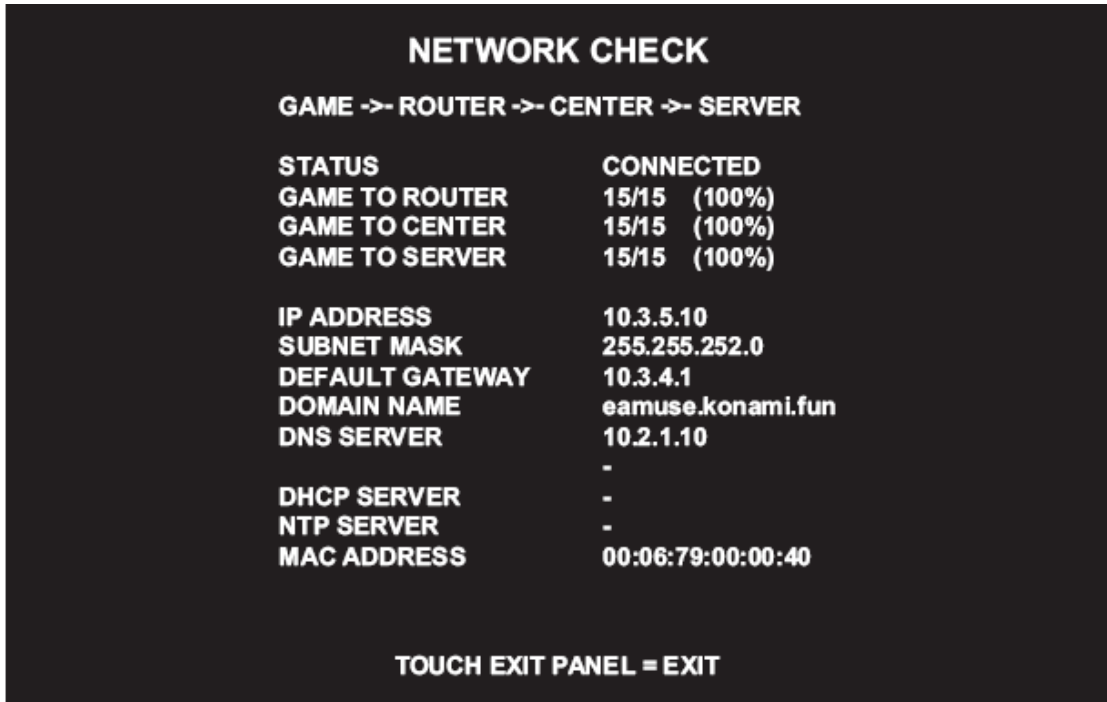 NETWORK CHECK
GAME ->- ROUTER ->- CENTER ->- SERVER
STATUS CONNECTED
GAME TO ROUTER 15/15 (100%)
GAME TO CENTER 15/15 (100%)
GAME TO SERVER 15/15 (100%)
IP ADDRESS 10.3.5.10
SUBNET MASK 255.255.252.0
DEFAULT GATEWAY 10.3.4.1
DOMAIN NAME eamuse.konami.fun
DNS SERVER 10.2.1.10
-
DHCP SERVER -
NTP SERVER -
MAC ADDRESS 00:06:79:00:00:40
TOUCH EXIT PANEL = EXIT